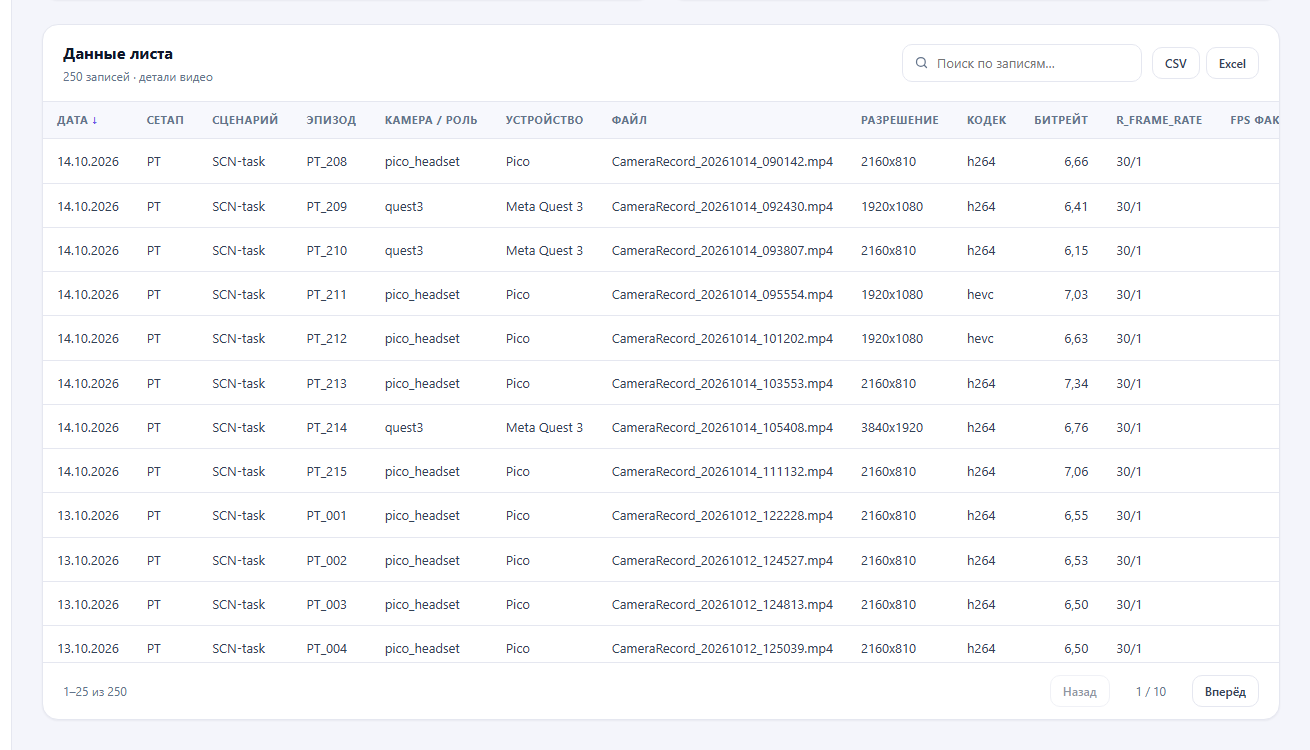 Данные листа
250 записей · детали видео
Поиск по записям...
CSV
Excel
ДАТА ↓ СЕТАП СЦЕНАРИЙ ЭПИЗОД КАМЕРА / РОЛЬ УСТРОЙСТВО ФАЙЛ РАЗРЕШЕНИЕ КОДЕК БИТРЕЙТ R_FRAME_RATE FPS ФАК
14.10.2026 PT SCN-task PT_208 pico_headset Pico CameraRecord_20261014_090142.mp4 2160x810 h264 6,66 30/1
14.10.2026 PT SCN-task PT_209 quest3 Meta Quest 3 CameraRecord_20261014_092430.mp4 1920x1080 h264 6,41 30/1
14.10.2026 PT SCN-task PT_210 quest3 Meta Quest 3 CameraRecord_20261014_093807.mp4 2160x810 h264 6,15 30/1
14.10.2026 PT SCN-task PT_211 pico_headset Pico CameraRecord_20261014_095554.mp4 1920x1080 hevc 7,03 30/1
14.10.2026 PT SCN-task PT_212 pico_headset Pico CameraRecord_20261014_101202.mp4 1920x1080 hevc 6,63 30/1
14.10.2026 PT SCN-task PT_213 pico_headset Pico CameraRecord_20261014_103553.mp4 2160x810 h264 7,34 30/1
14.10.2026 PT SCN-task PT_214 quest3 Meta Quest 3 CameraRecord_20261014_105408.mp4 3840x1920 h264 6,76 30/1
14.10.2026 PT SCN-task PT_215 pico_headset Pico CameraRecord_20261014_111132.mp4 2160x810 h264 7,06 30/1
13.10.2026 PT SCN-task PT_001 pico_headset Pico CameraRecord_20261012_122228.mp4 2160x810 h264 6,55 30/1
13.10.2026 PT SCN-task PT_002 pico_headset Pico CameraRecord_20261012_124527.mp4 2160x810 h264 6,53 30/1
13.10.2026 PT SCN-task PT_003 pico_headset Pico CameraRecord_20261012_124813.mp4 2160x810 h264 6,50 30/1
13.10.2026 PT SCN-task PT_004 pico_headset Pico CameraRecord_20261012_125039.mp4 2160x810 h264 6,50 30/1
1–25 из 250
Назад
1 / 10
Вперёд